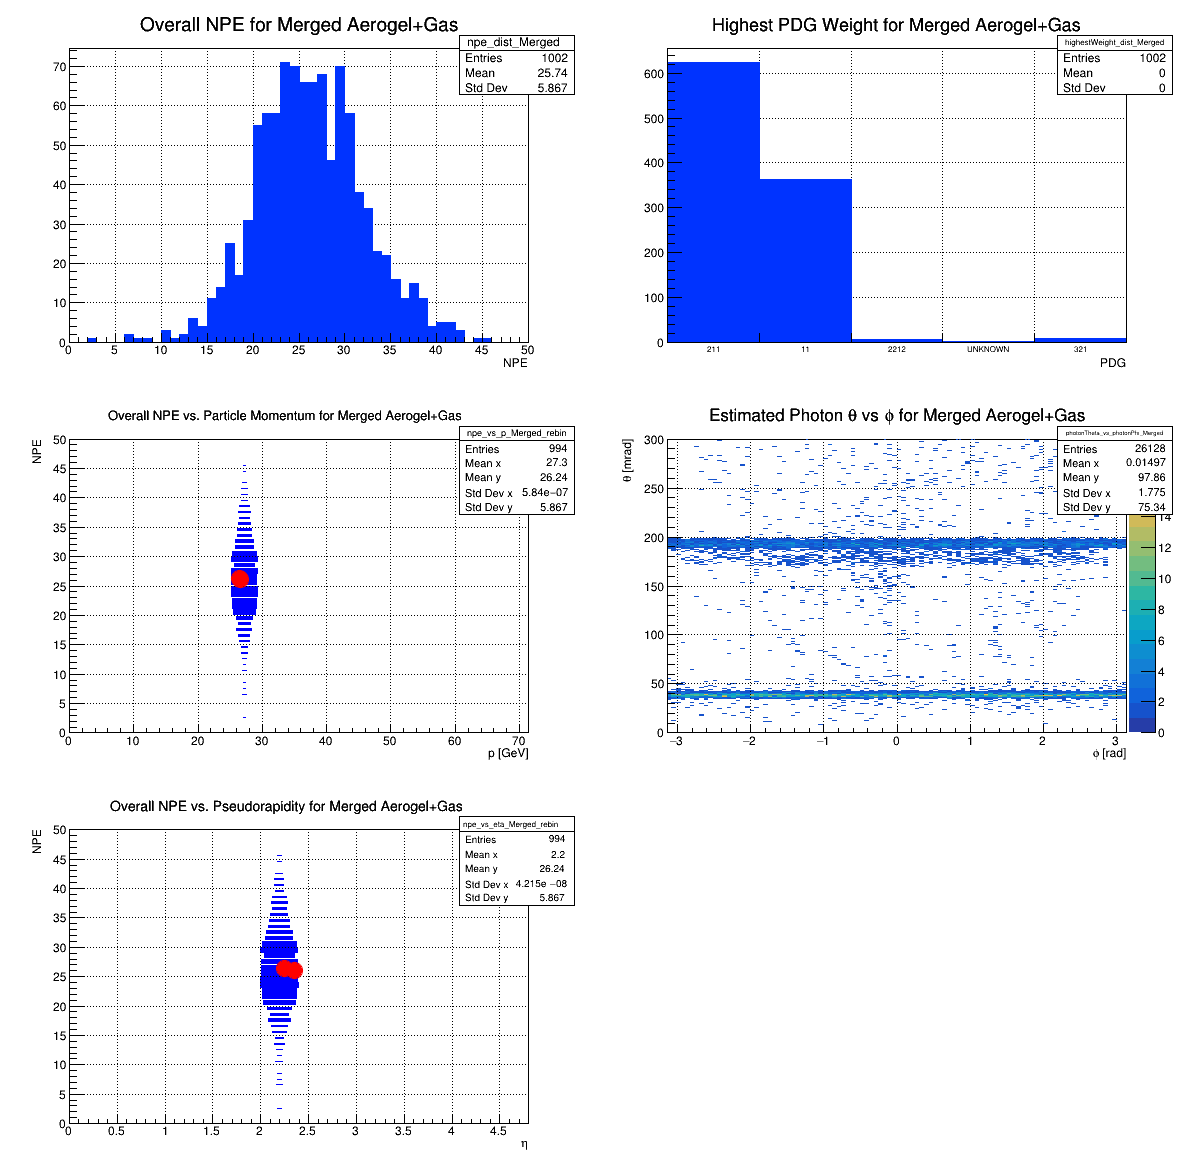 Overall NPE for Merged Aerogel+Gas
npe_dist_Merged
Entries 1002
Mean 25.74
Std Dev 5.867
70
60
50
40
30
20
10
0
0 5 10 15 20 25 30 35 40 45 50
NPE
Highest PDG Weight for Merged Aerogel+Gas
highestWeight_dist_Merged
Entries 1002
Mean 0
Std Dev 0
600
500
400
300
200
100
0
211 11 2212 UNKNOWN 321
PDG
Overall NPE vs. Particle Momentum for Merged Aerogel+Gas
npe_vs_p_Merged_rebin
Entries 994
Mean x 27.3
Mean y 26.24
Std Dev x 5.84e−07
Std Dev y 5.867
NPE
50
45
40
35
30
25
20
15
10
5
0
0 10 20 30 40 50 60 70
p [GeV]
Estimated Photon θ vs ϕ for Merged Aerogel+Gas
photonTheta_vs_photonPhi_Merged
Entries 26128
Mean x 0.01497
Mean y 97.86
Std Dev x 1.775
Std Dev y 75.34
θ [mrad]
300
250
200
150
100
50
0
−3 −2 −1 0 1 2 3
ϕ [rad]
14
12
10
8
6
4
2
0
Overall NPE vs. Pseudorapidity for Merged Aerogel+Gas
npe_vs_eta_Merged_rebin
Entries 994
Mean x 2.2
Mean y 26.24
Std Dev x 4.215e −08
Std Dev y 5.867
NPE
50
45
40
35
30
25
20
15
10
5
0
0 0.5 1 1.5 2 2.5 3 3.5 4 4.5
η